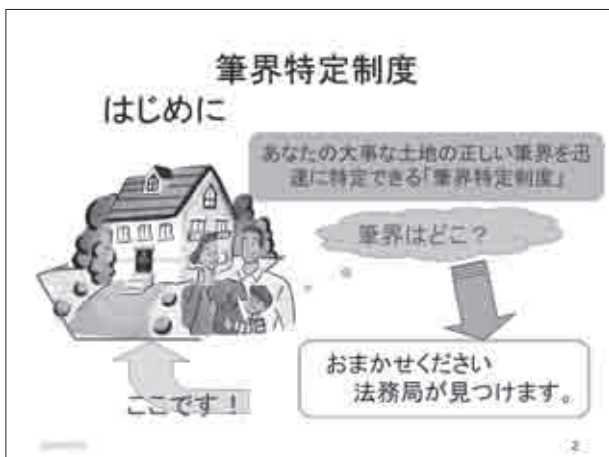 筆界特定制度
はじめに
あなたの大事な土地の正しい筆界を迅
速に特定できる「筆界特定制度」
筆界はどこ？
おまかせください
法務局が見つけます。
ここです！
2